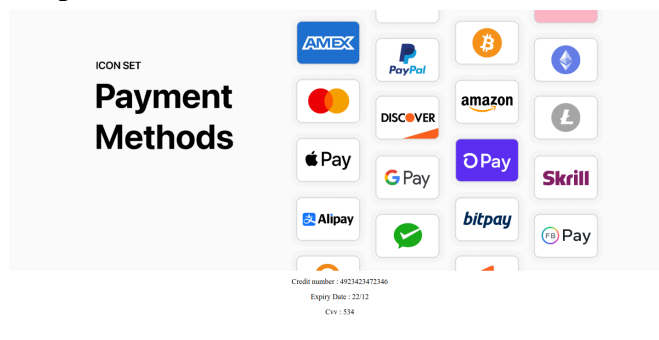 ICON SET
Payment
Methods
AMEX
PayPal
DISCOVER
amazon
Pay
G Pay
Pay
Skrill
Alipay
bitpay
FB Pay
Credit number : 4923423472346
Expiry Date : 22/12
Cvv : 534